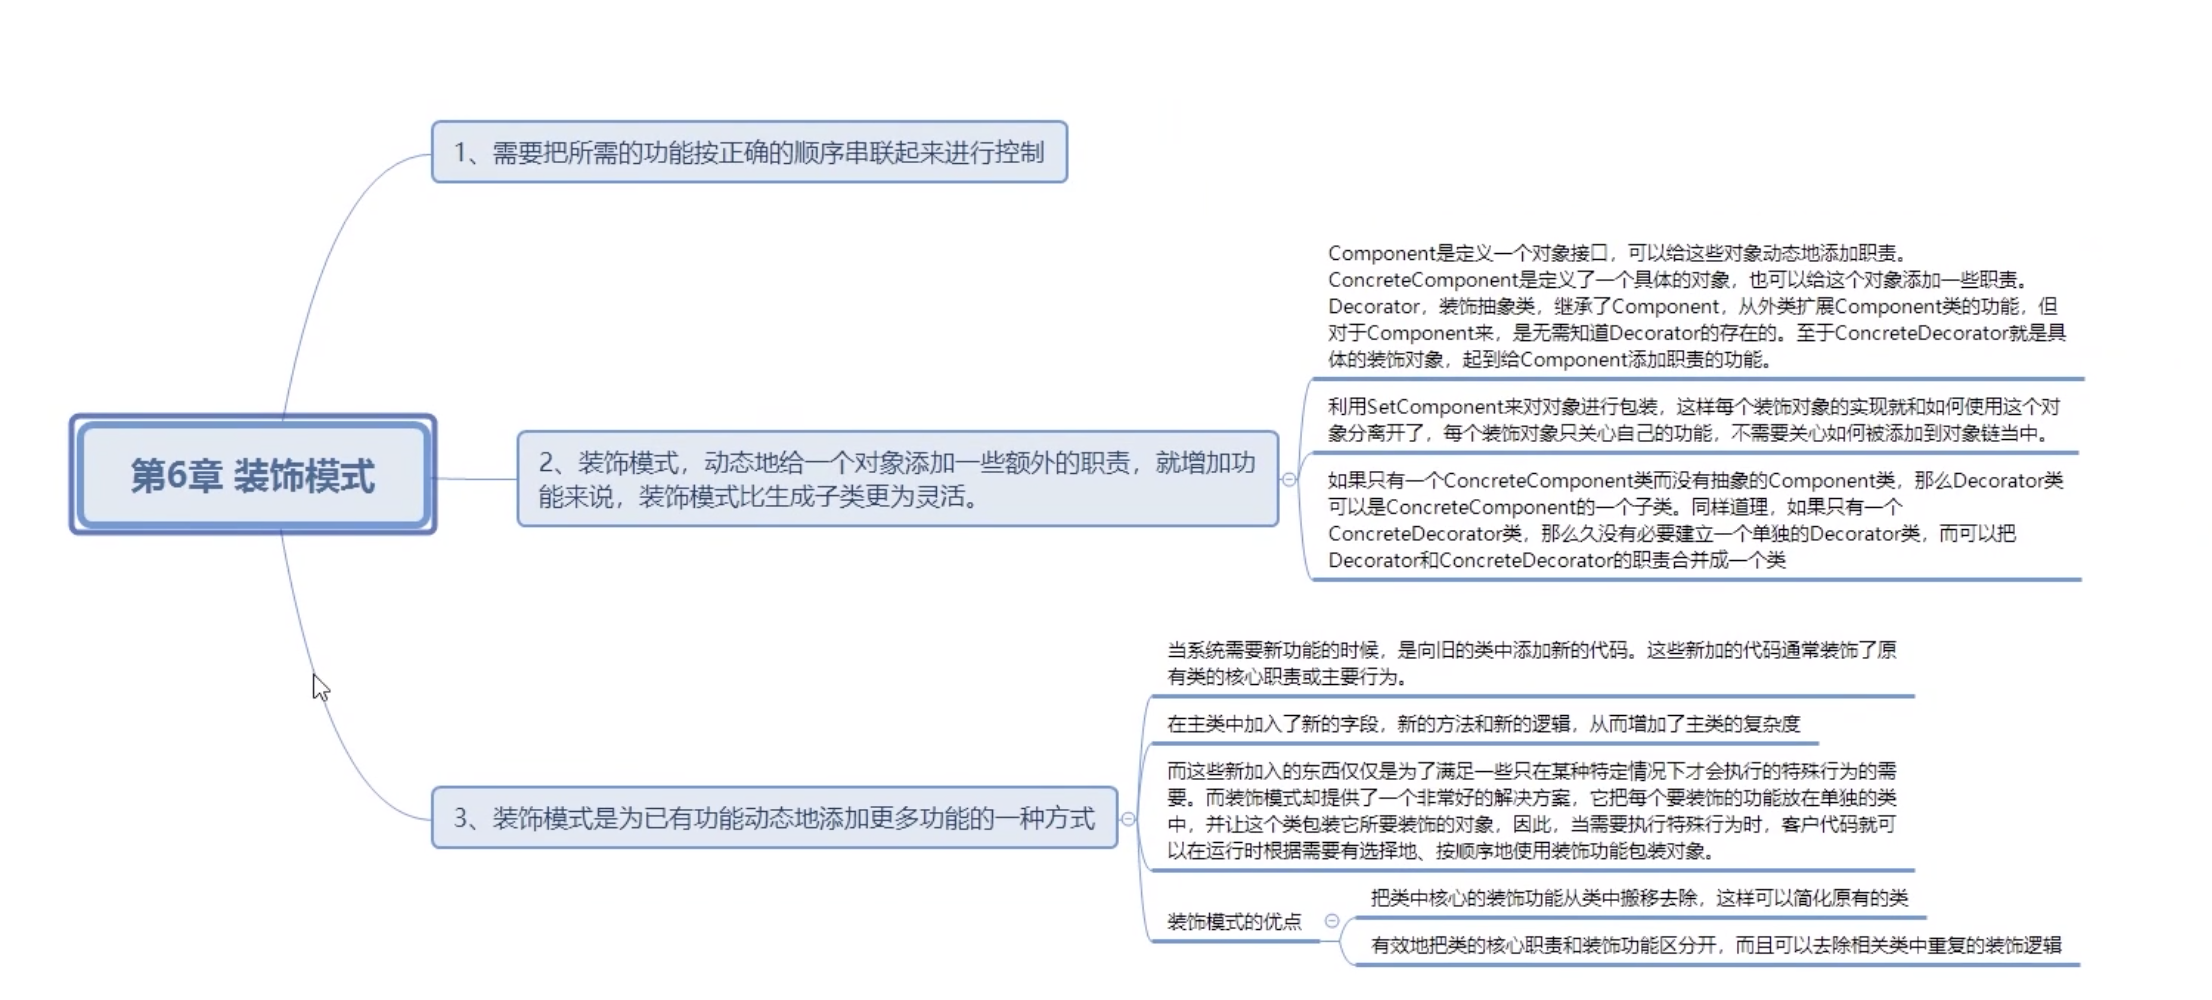 第6章 装饰模式
1、需要把所需的功能按正确的顺序串联起来进行控制
2、装饰模式，动态地给一个对象添加一些额外的职责，就增加功
能来说，装饰模式比生成子类更为灵活。
Component是定义一个对象接口，可以给这些对象动态地添加职责。
ConcreteComponent是定义了一个具体的对象，也可以给这个对象添加一些职责。
Decorator，装饰抽象类，继承了Component，从外类扩展Component类的功能，但
对于Component来，是无需知道Decorator的存在的。至于ConcreteDecorator就是具
体的装饰对象，起到给Component添加职责的功能。
利用SetComponent来对对象进行包装，这样每个装饰对象的实现就和如何使用这个对
象分离开了，每个装饰对象只关心自己的功能，不需要关心如何被添加到对象链当中。
如果只有一个ConcreteComponent类而没有抽象的Component类，那么Decorator类
可以是ConcreteComponent的一个子类。同样道理，如果只有一个
ConcreteDecorator类，那么久没有必要建立一个单独的Decorator类，而可以把
Decorator和ConcreteDecorator的职责合并成一个类
3、装饰模式是为已有功能动态地添加更多功能的一种方式
当系统需要新功能的时候，是向旧的类中添加新的代码。这些新加的代码通常装饰了原
有类的核心职责或主要行为。
在主类中加入了新的字段，新的方法和新的逻辑，从而增加了主类的复杂度
而这些新加入的东西仅仅是为了满足一些只在某种特定情况下才会执行的特殊行为的需
要。而装饰模式却提供了一个非常好的解决方案，它把每个要装饰的功能放在单独的类
中，并让这个类包装它所要装饰的对象，因此，当需要执行特殊行为时，客户代码就可
以在运行时根据需要有选择地、按顺序地使用装饰功能包装对象。
装饰模式的优点
把类中核心的装饰功能从类中搬移去除，这样可以简化原有的类
有效地把类的核心职责和装饰功能区分开，而且可以去除相关类中重复的装饰逻辑